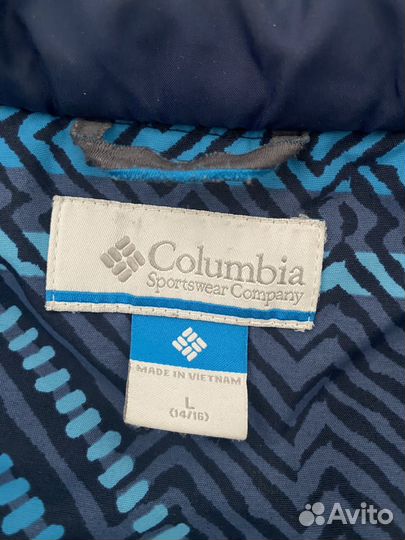 Columbia
Sportswear Company
MADE IN VIETNAM
L
(14/16)
Avito